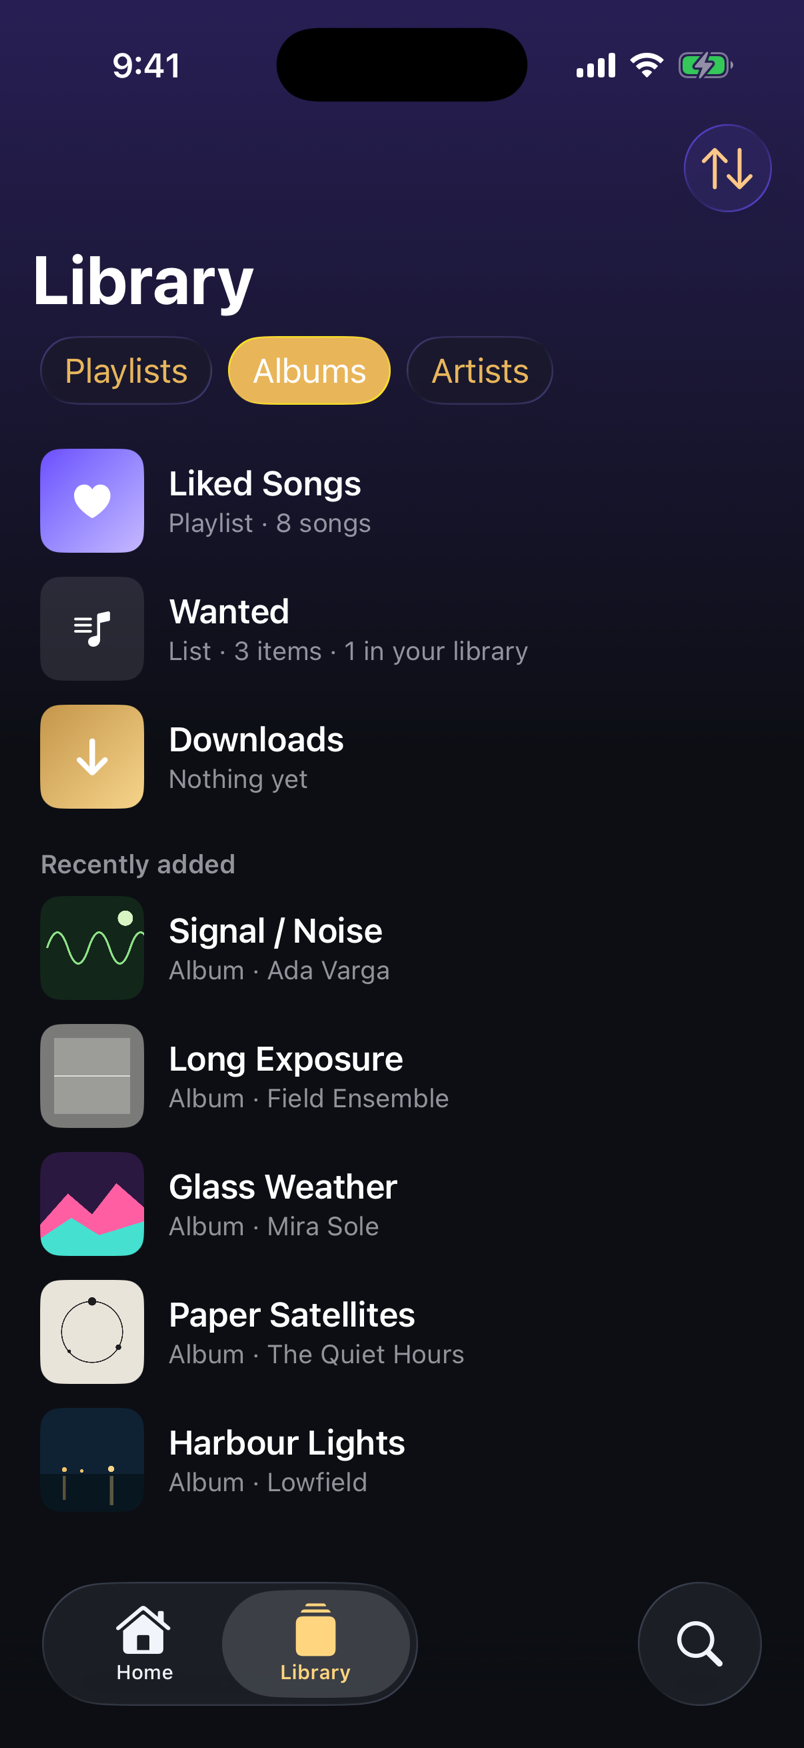 9:41
Library
Playlists Albums Artists
Liked Songs
Playlist · 8 songs
Wanted
List · 3 items · 1 in your library
Downloads
Nothing yet
Recently added
Signal / Noise
Album · Ada Varga
Long Exposure
Album · Field Ensemble
Glass Weather
Album · Mira Sole
Paper Satellites
Album · The Quiet Hours
Harbour Lights
Album · Lowfield
Home Library